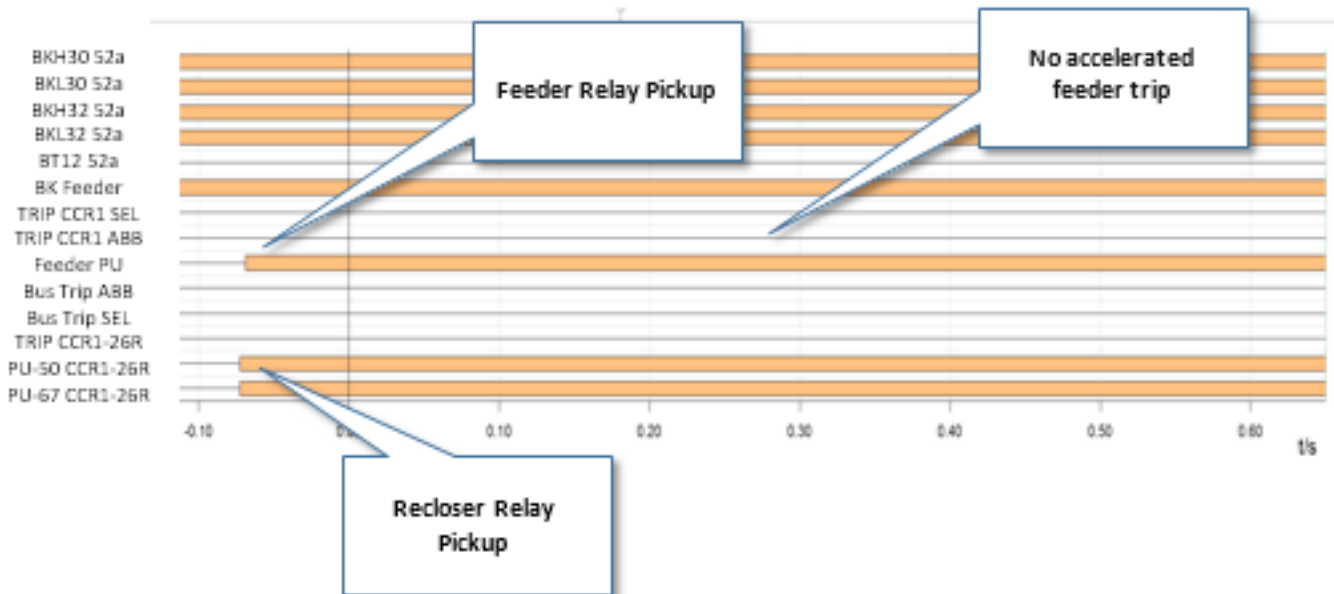 BKH30 52a
BKL30 52a
BKH32 52a
BKL32 52a
BT12 52a
BK Feeder
TRIP CCR1 SEL
TRIP CCR1 ABB
Feeder PU
Bus Trip ABB
Bus Trip SEL
TRIP CCR1-26R
PU-50 CCR1-26R
PU-67 CCR1-26R
Feeder Relay Pickup
No accelerated
feeder trip
-0.10 0.10 0.20 0.30 0.40 0.50 0.60
t/s
Recloser Relay
Pickup